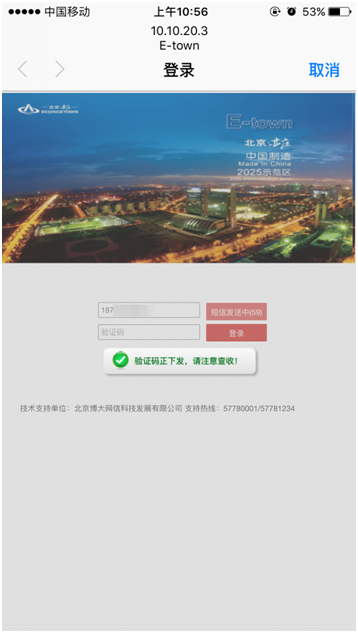 中国移动 上午10:56 53%
10.10.20.3
E-town
登录 取消
北京·亦庄
BEIJING E-TOWN
E-town
北京·亦庄
中国制造
Made In China
2025示范区
187 短信发送中(59)
验证码 登录
验证码正下发，请注意查收！
技术支持单位：北京博大网信科技发展有限公司 支持热线：57780001/57781234